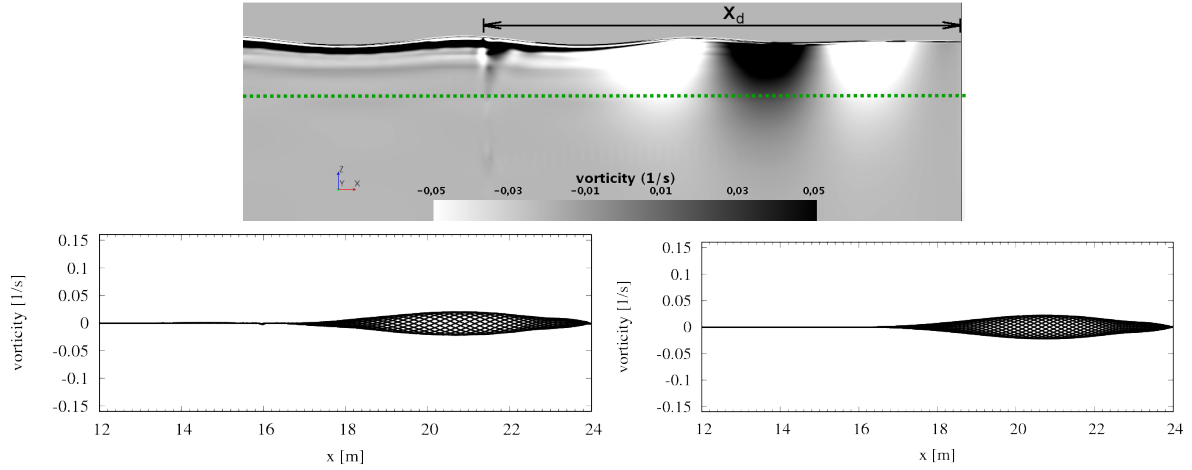 x_d
Z
Y X
vorticity (1/s)
-0,05 -0,03 -0,01 0,01 0,03 0,05
0.15
0.1
0.05
0
-0.05
-0.1
-0.15
vorticity [1/s]
12 14 16 18 20 22 24
x [m]
0.15
0.1
0.05
0
-0.05
-0.1
-0.15
vorticity [1/s]
12 14 16 18 20 22 24
x [m]